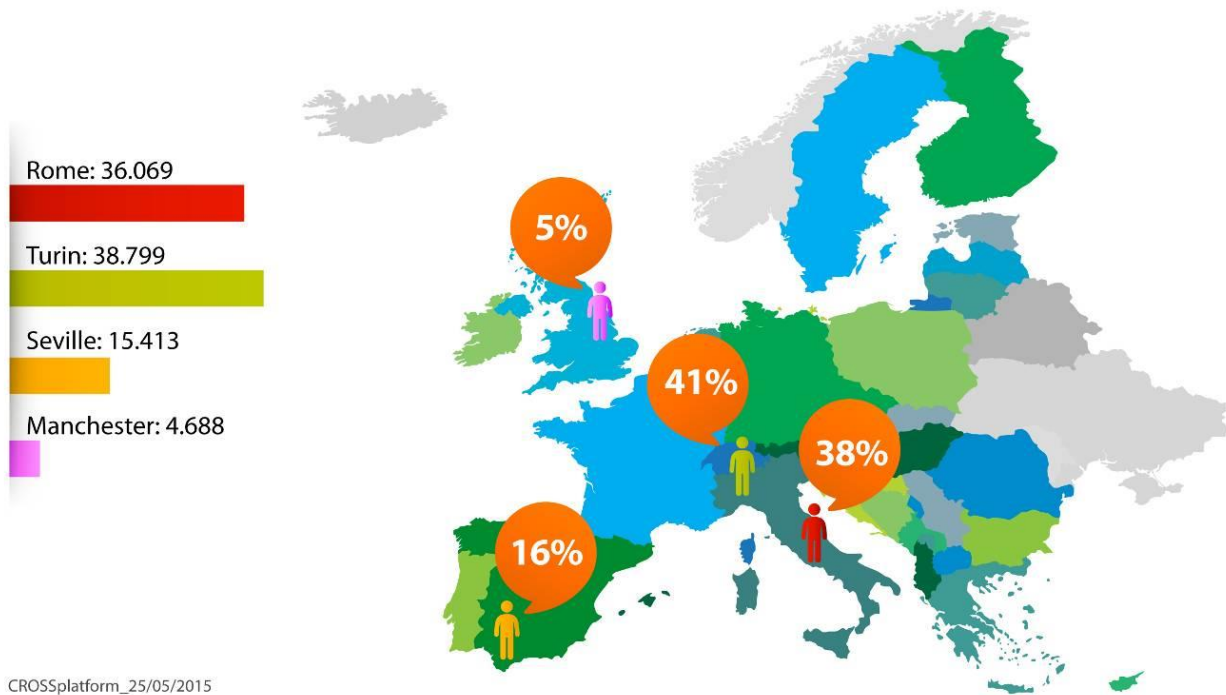 Rome: 36.069
Turin: 38.799
Seville: 15.413
Manchester: 4.688
5%
41%
38%
16%
CROSSplatform_25/05/2015